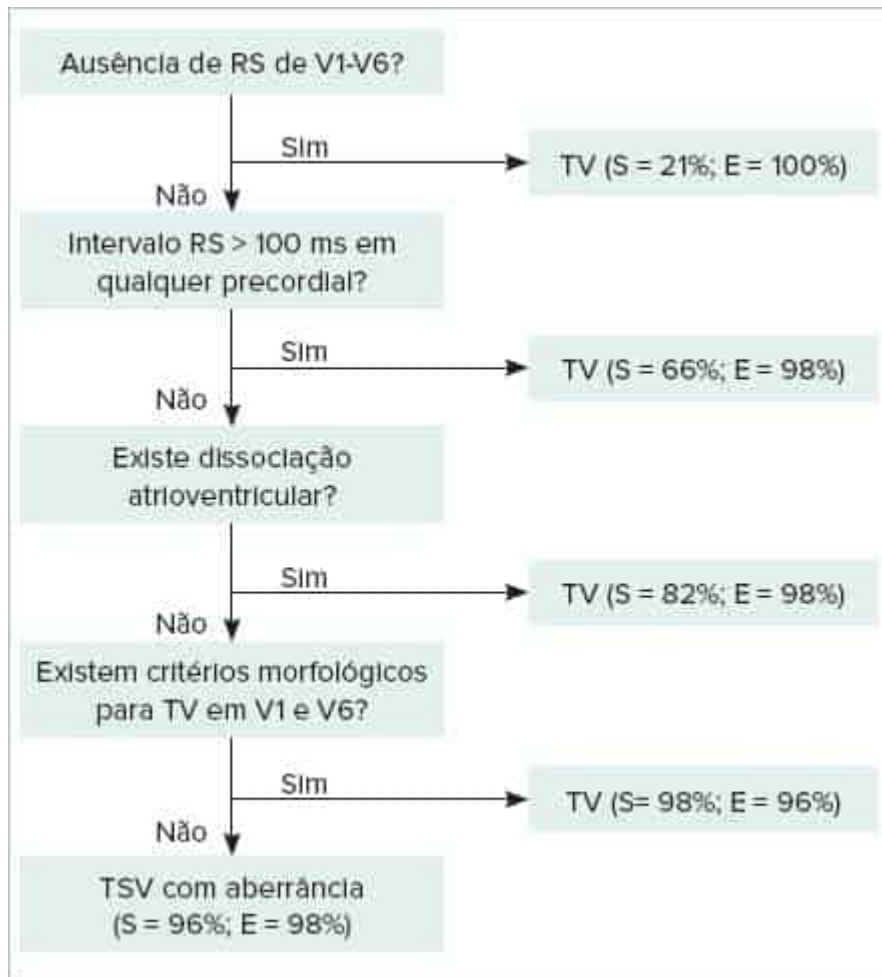 Ausência de RS de V1-V6?
Sim
TV (S = 21%; E = 100%)
Não
Intervalo RS > 100 ms em
qualquer precordial?
Sim
TV (S = 66%; E = 98%)
Não
Existe dissociação
atrioventricular?
Sim
TV (S = 82%; E = 98%)
Não
Existem critérios morfológicos
para TV em V1 e V6?
Sim
TV (S= 98%; E = 96%)
Não
TSV com aberrância
(S = 96%; E = 98%)